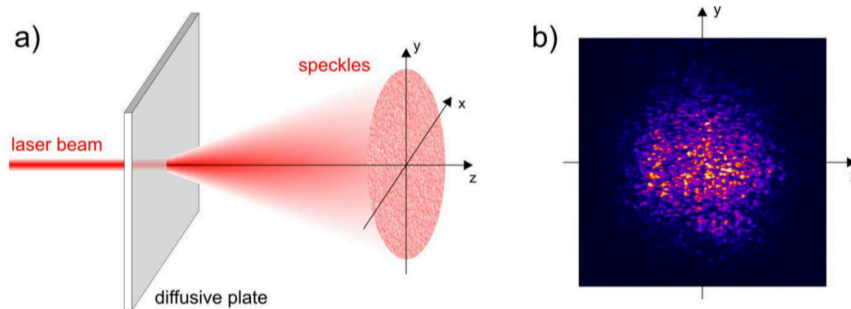 a)
speckles
y
x
laser beam
z
diffusive plate
b)
y